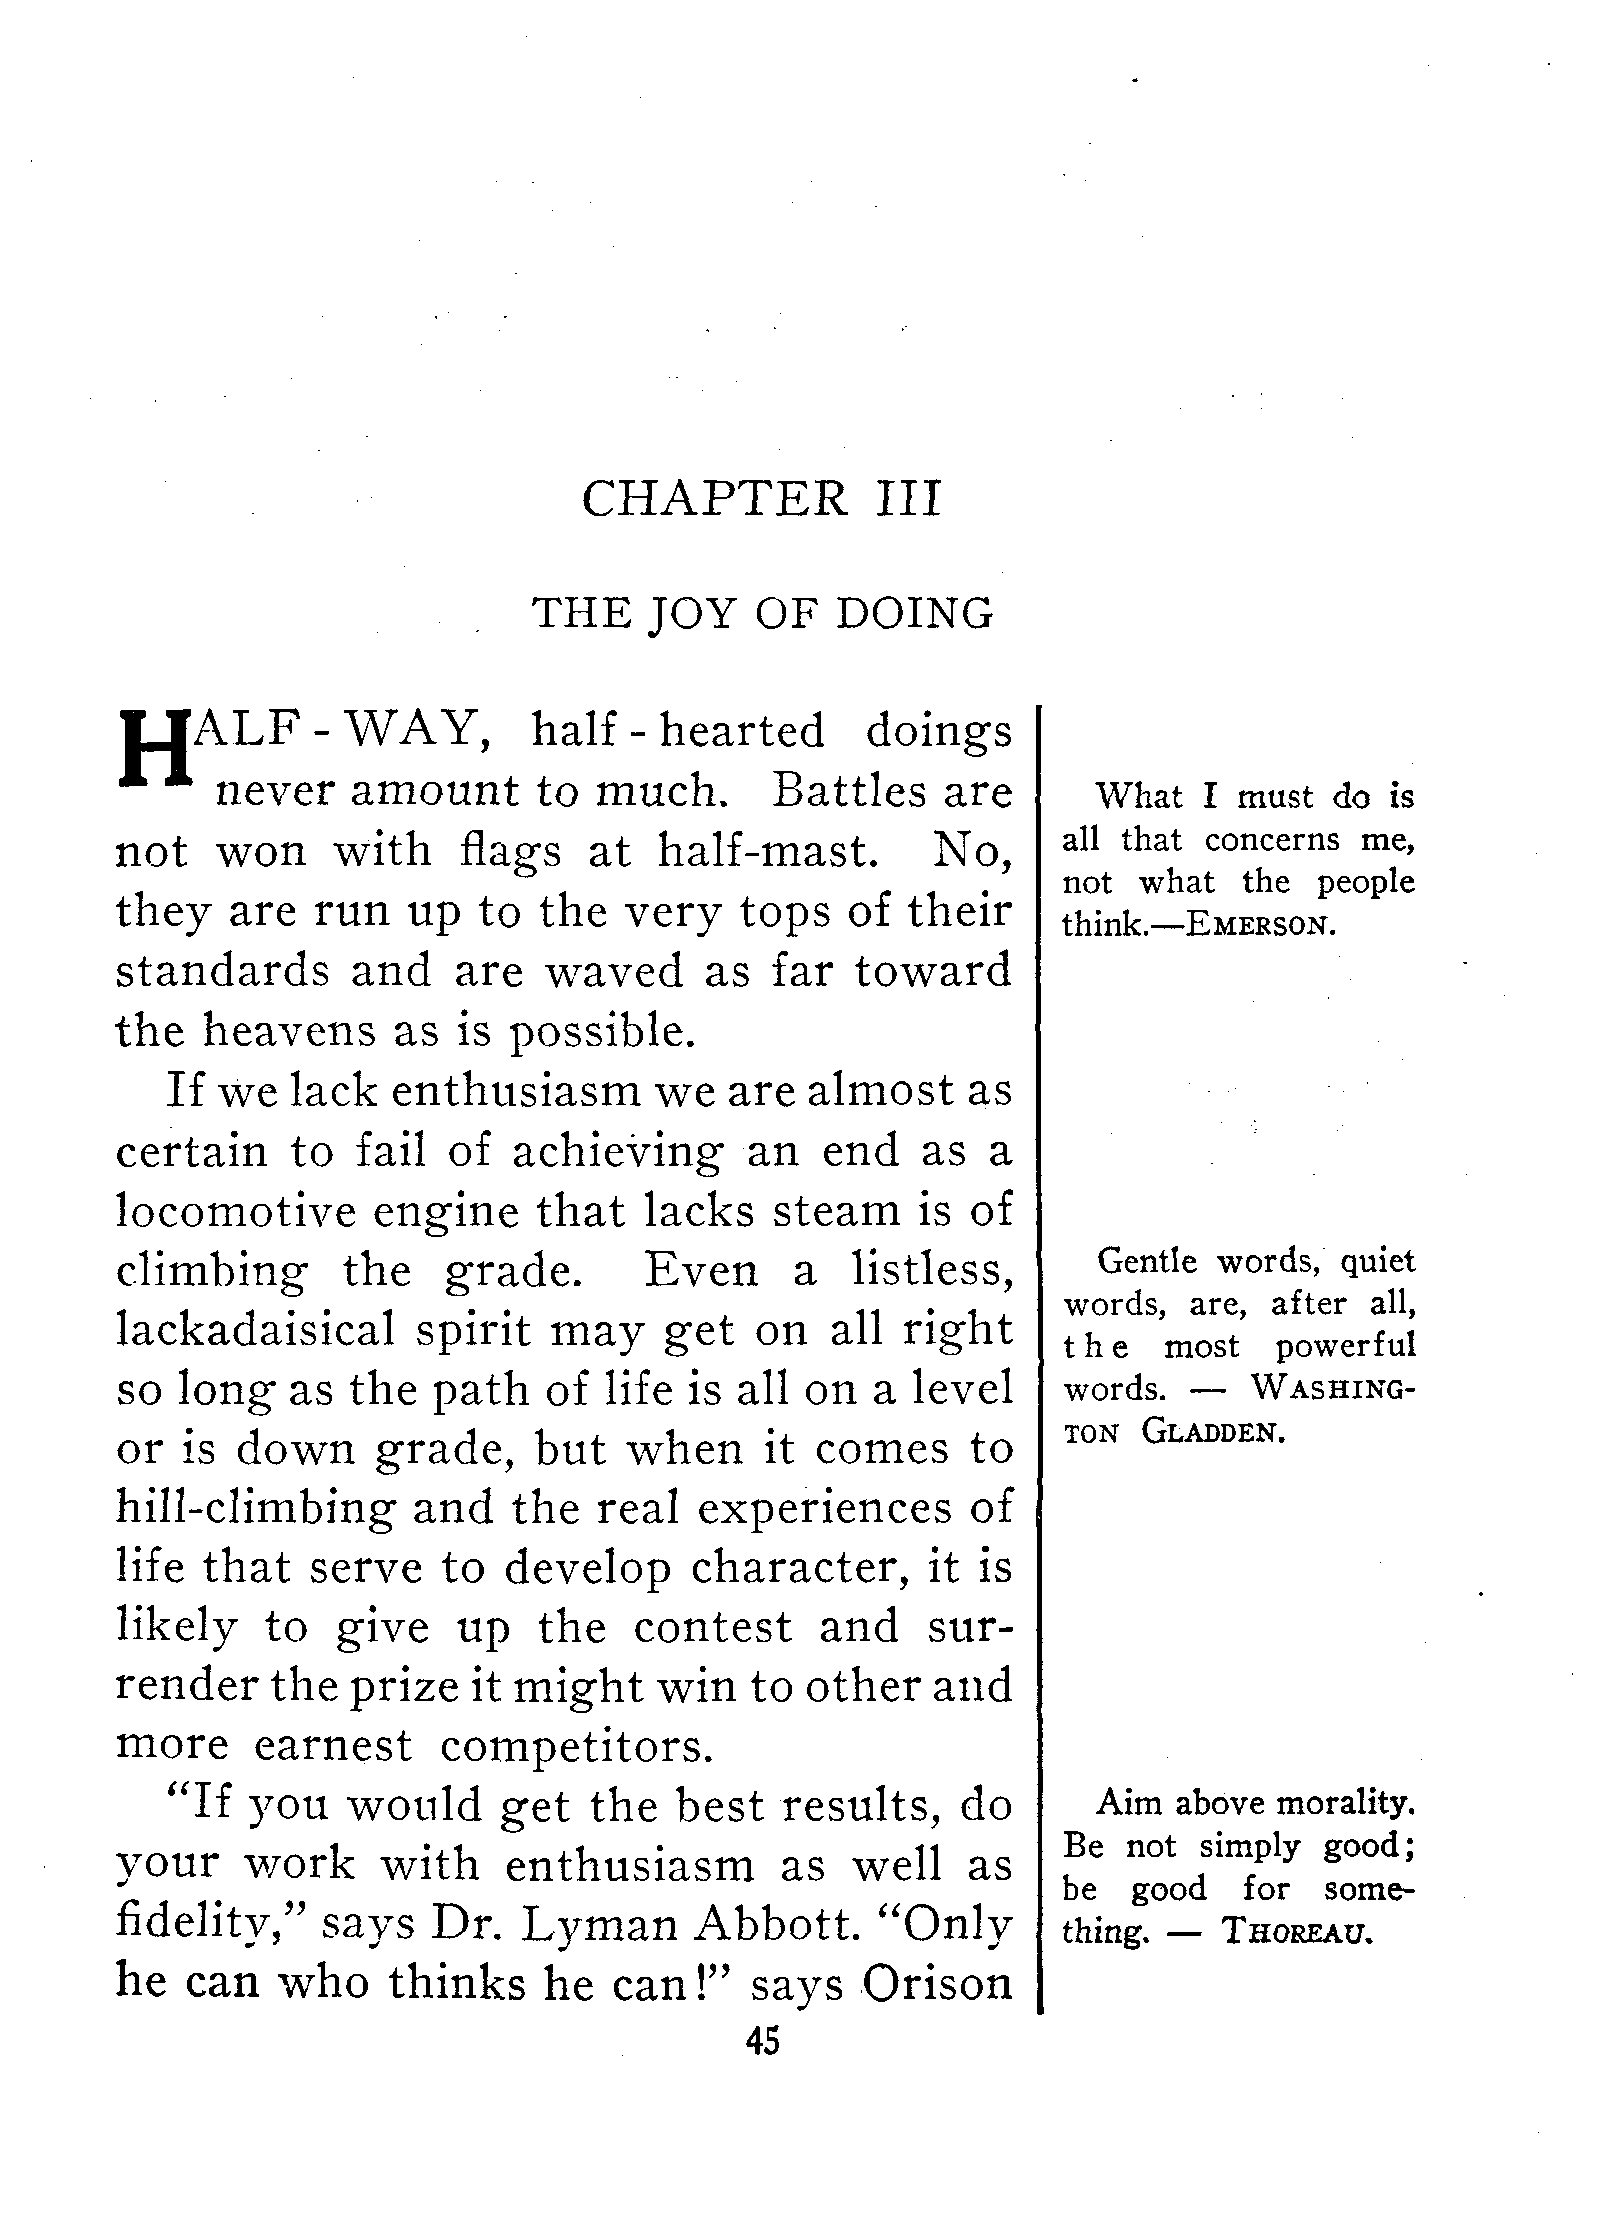 CHAPTER III
THE JOY OF DOING
HALF-WAY, half-hearted doings
never amount to much. Battles are
not won with flags at half-mast. No,
they are run up to the very tops of their
standards and are waved as far toward
the heavens as is possible.
If we lack enthusiasm we are almost as
certain to fail of achieving an end as a
locomotive engine that lacks steam is of
climbing the grade. Even a listless,
lackadaisical spirit may get on all right
so long as the path of life is all on a level
or is down grade, but when it comes to
hill-climbing and the real experiences of
life that serve to develop character, it is
likely to give up the contest and sur-
render the prize it might win to other and
more earnest competitors.
"If you would get the best results, do
your work with enthusiasm as well as
fidelity," says Dr. Lyman Abbott. "Only
he can who thinks he can!" says Orison
What I must do is
all that concerns me,
not what the people
think.—EMERSON.
Gentle words, quiet
words, are, after all,
the most powerful
words. — WASHING-
TON GLADDEN.
Aim above morality.
Be not simply good;
be good for some-
thing. — THOREAU.
45